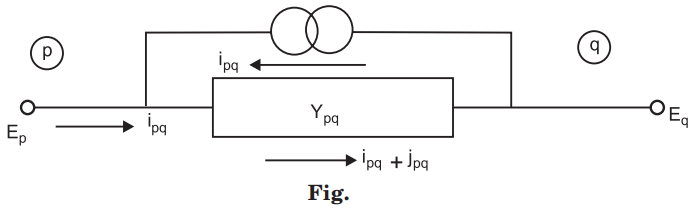 p
q
i_pq
E_p
i_pq
Y_pq
E_q
i_pq + j_pq
Fig.